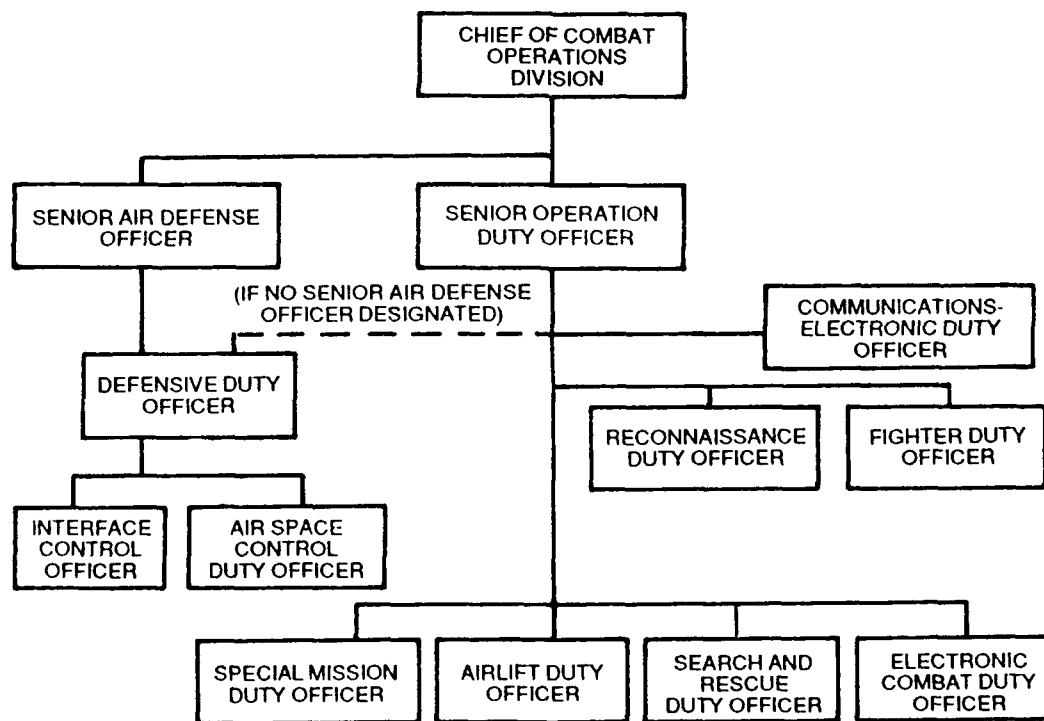 CHIEF OF COMBAT
OPERATIONS
DIVISION
SENIOR AIR DEFENSE
OFFICER
SENIOR OPERATION
DUTY OFFICER
(IF NO SENIOR AIR DEFENSE
OFFICER DESIGNATED)
COMMUNICATIONS-
ELECTRONIC DUTY
OFFICER
DEFENSIVE DUTY
OFFICER
RECONNAISSANCE
DUTY OFFICER
FIGHTER DUTY
OFFICER
INTERFACE
CONTROL
OFFICER
AIR SPACE
CONTROL
DUTY OFFICER
SPECIAL MISSION
DUTY OFFICER
AIRLIFT DUTY
OFFICER
SEARCH AND
RESCUE
DUTY OFFICER
ELECTRONIC
COMBAT DUTY
OFFICER